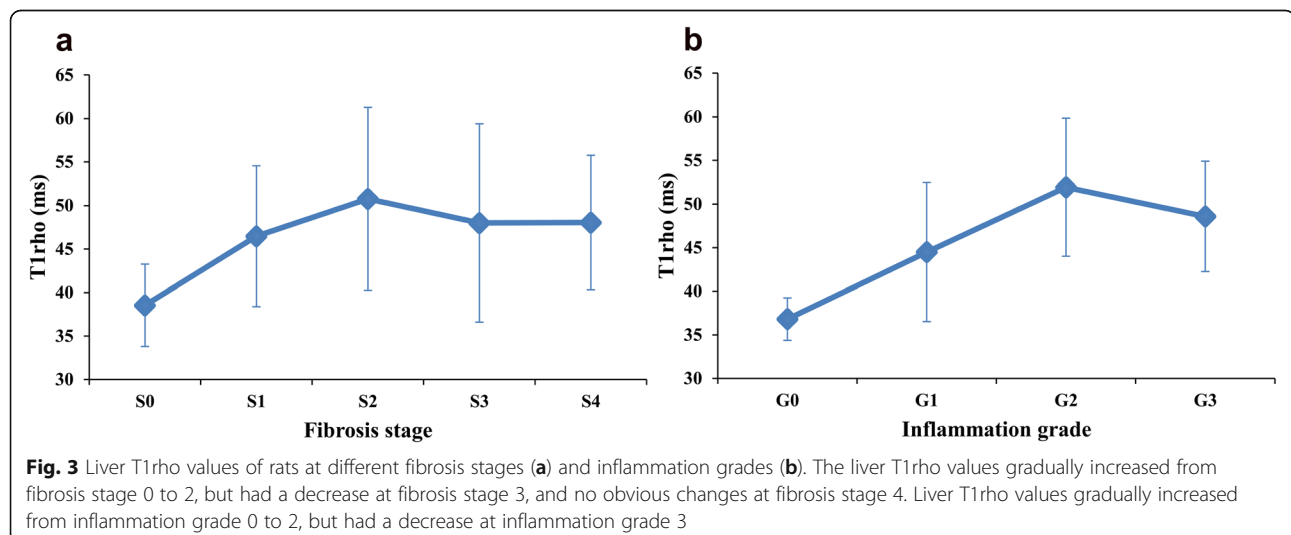 a
65
60
55
50
45
40
35
30
T1rho (ms)
S0 S1 S2 S3 S4
Fibrosis stage
b
65
60
55
50
45
40
35
30
T1rho (ms)
G0 G1 G2 G3
Inflammation grade
Fig. 3 Liver T1rho values of rats at different fibrosis stages (a) and inflammation grades (b). The liver T1rho values gradually increased from
fibrosis stage 0 to 2, but had a decrease at fibrosis stage 3, and no obvious changes at fibrosis stage 4. Liver T1rho values gradually increased
from inflammation grade 0 to 2, but had a decrease at inflammation grade 3